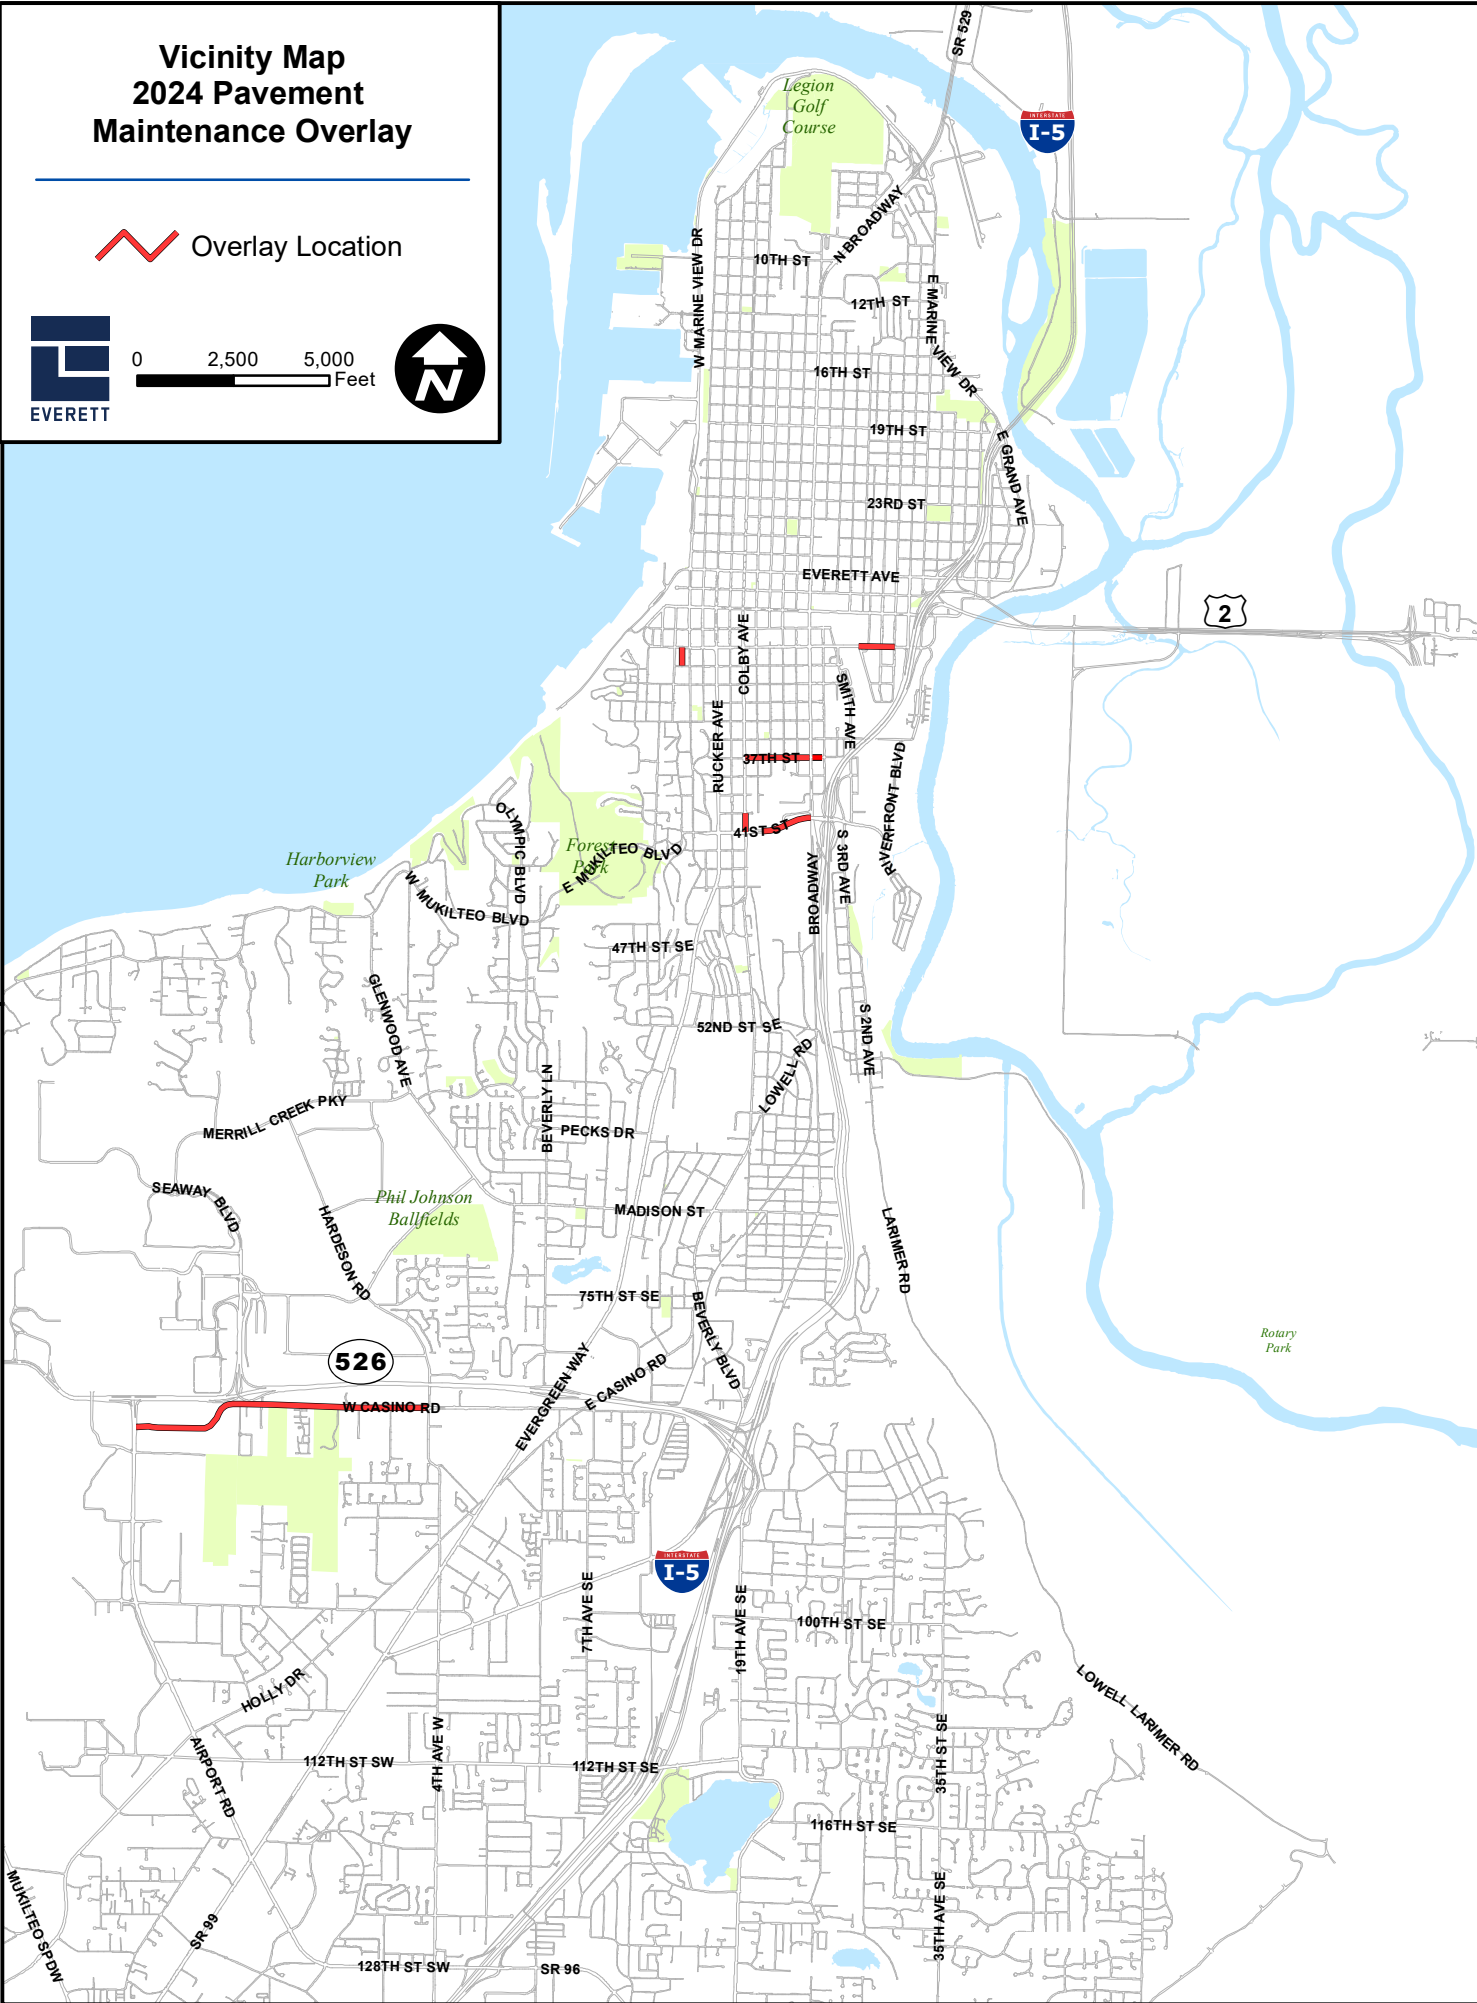 Vicinity Map
2024 Pavement
Maintenance Overlay
Overlay Location
EVERETT
0 2,500 5,000
Feet
N
SR 529
Legion
Golf
Course
INTERSTATE
I-5
N BROADWAY
W MARINE VIEW DR
10TH ST
12TH ST
E MARINE VIEW DR
16TH ST
19TH ST
E GRAND AVE
23RD ST
EVERETT AVE
2
COLBY AVE
SMITH AVE
RUCKER AVE
37TH ST
RIVERFRONT BLVD
OLYMPIC BLVD
41ST ST
S 3RD AVE
Harborview
Park
Forest
Park
E MUKILTEO BLVD
W MUKILTEO BLVD
BROADWAY
47TH ST SE
GLENWOOD AVE
52ND ST SE
S 2ND AVE
LOWELL RD
BEVERLY LN
MERRILL CREEK PKY
PECKS DR
SEAWAY BLVD
Phil Johnson
Ballfields
MADISON ST
HARDESON RD
LARIMER RD
75TH ST SE
BEVERLY BLVD
Rotary
Park
526
EVERGREEN WAY
E CASINO RD
W CASINO RD
INTERSTATE
I-5
7TH AVE SE
19TH AVE SE
100TH ST SE
HOLLY DR
LOWELL LARIMER RD
AIRPORT RD
112TH ST SW
4TH AVE W
112TH ST SE
35TH ST SE
116TH ST SE
MUKILTEO SPDW
SR 99
35TH AVE SE
128TH ST SW
SR 96